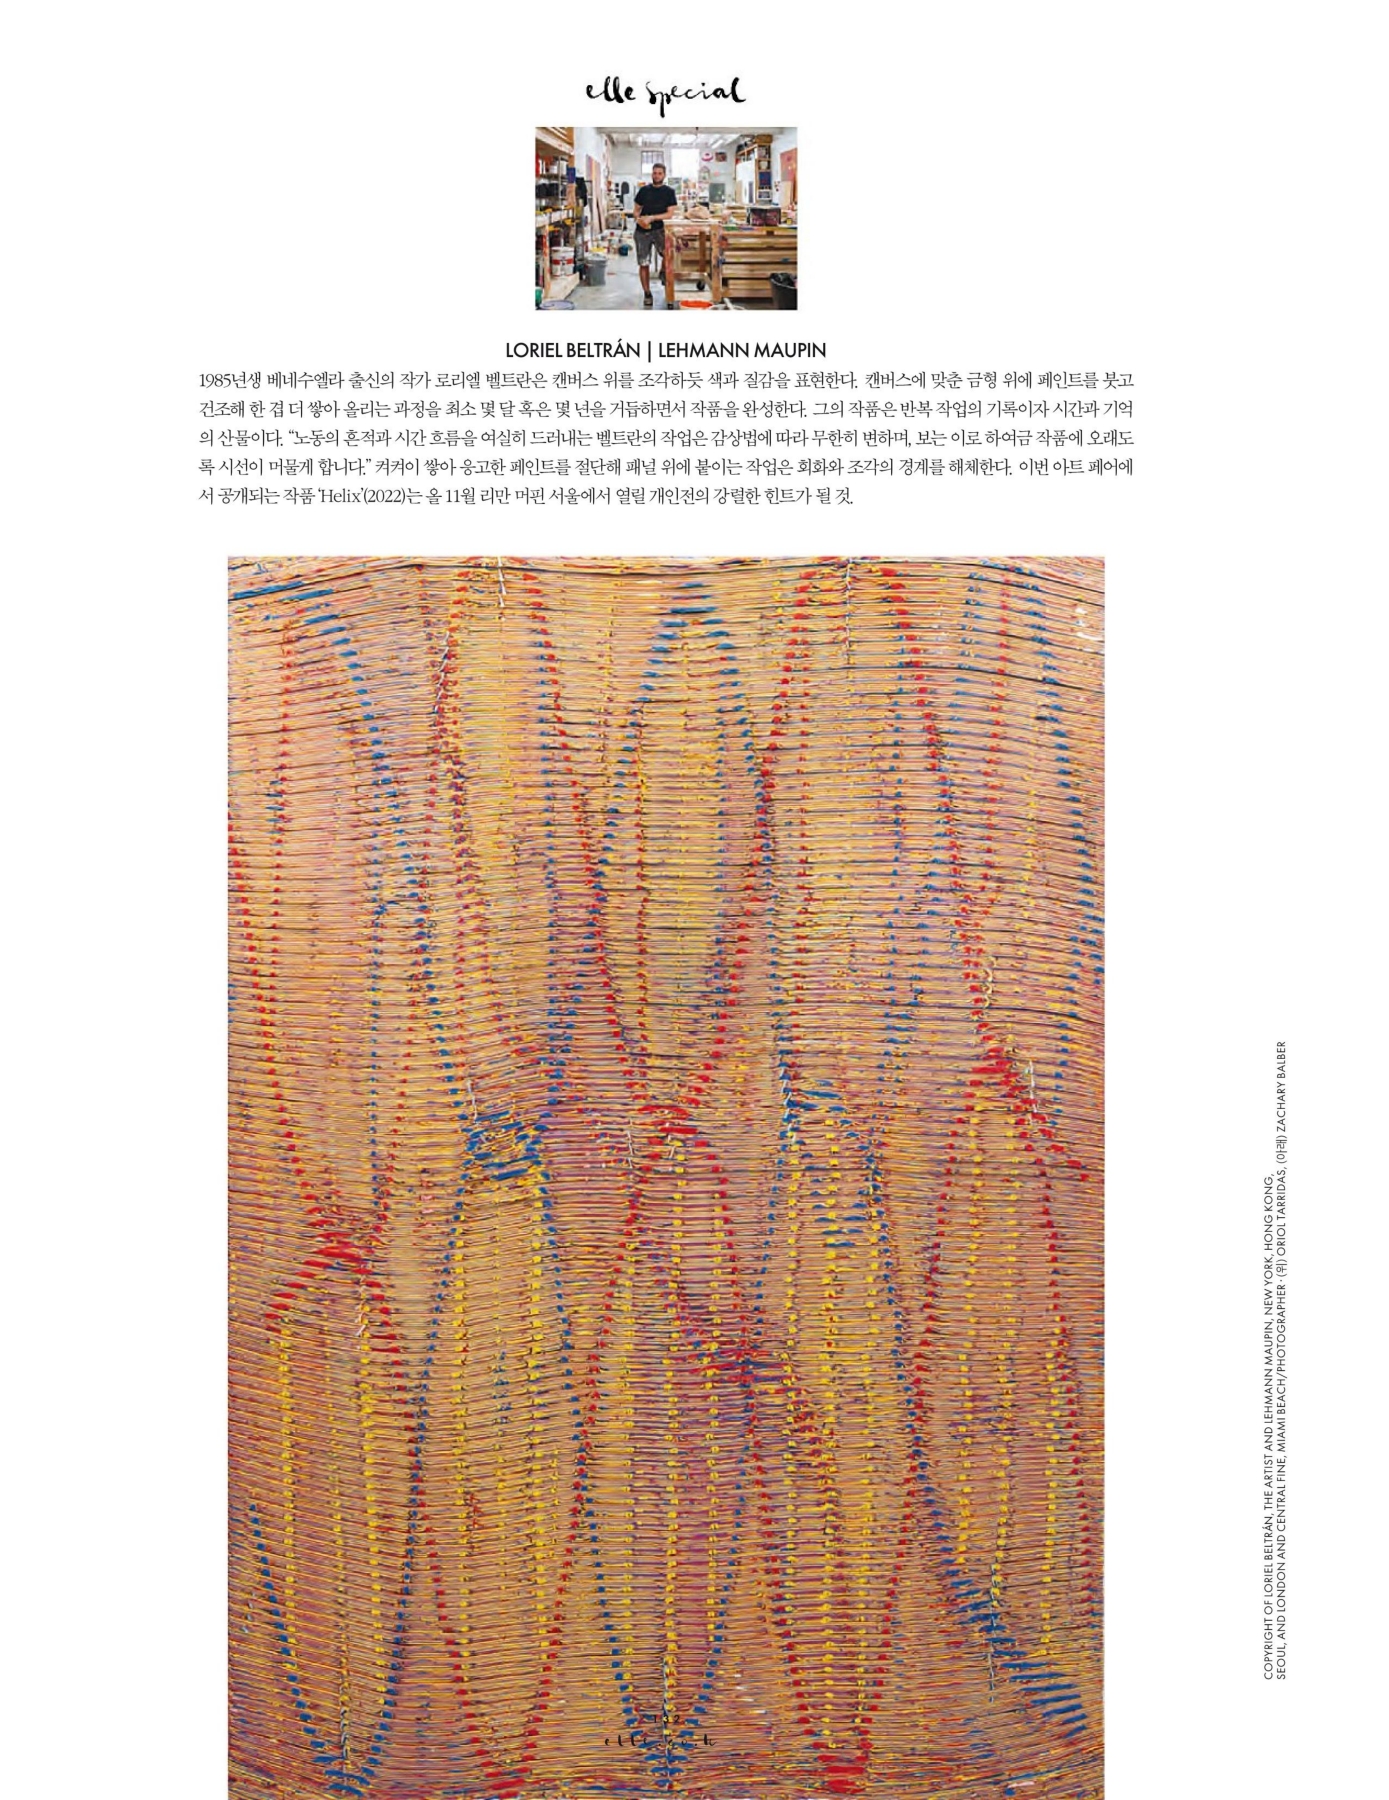 elle special
LORIEL BELTRÁN | LEHMANN MAUPIN
1985년생 베네수엘라 출신의 작가 로리엘 벨트란은 캔버스 위를 조각하듯 색과 질감을 표현한다. 캔버스에 맞춘 금형 위에 페인트를 붓고
건조해 한 겹 더 쌓아 올리는 과정을 최소 몇 달 혹은 몇 년을 거듭하면서 작품을 완성한다. 그의 작품은 반복 작업의 기록이자 시간과 기억
의 산물이다. “노동의 흔적과 시간 흐름을 여실히 드러내는 벨트란의 작업은 감상법에 따라 무한히 변하며, 보는 이로 하여금 작품에 오래도
록 시선이 머물게 합니다.” 켜켜이 쌓아 응고한 페인트를 절단해 패널 위에 붙이는 작업은 회화와 조각의 경계를 해체한다. 이번 아트 페어에
서 공개되는 작품 ‘Helix’(2022)는 올 11월 리만 머핀 서울에서 열릴 개인전의 강렬한 힌트가 될 것.
COPYRIGHT OF LORIEL BELTRÁN, THE ARTIST AND LEHMANN MAUPIN, NEW YORK, HONG KONG,
SEOUL, AND LONDON AND CENTRAL FINE, MIAMI BEACH/PHOTOGRAPHER · (위) ORIOL TARRIDAS, (아래) ZACHARY BALBER
132